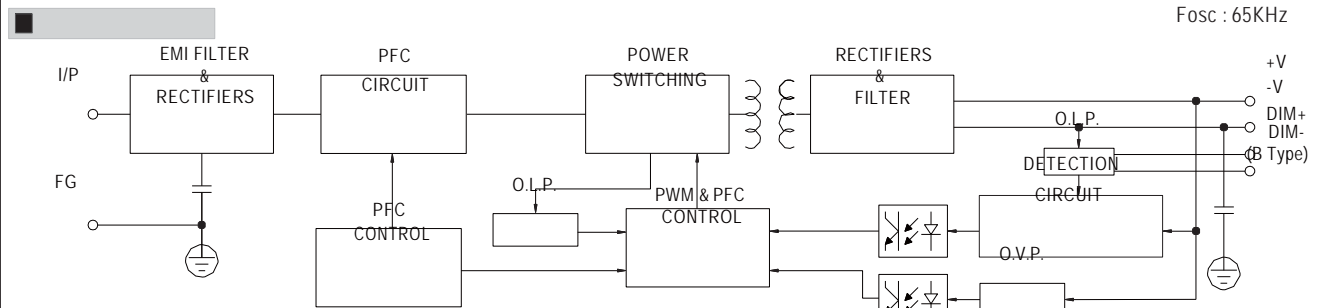 Fosc : 65KHz
I/P
EMI FILTER
&
RECTIFIERS
PFC
CIRCUIT
POWER
SWITCHING
RECTIFIERS
&
FILTER
+V
-V
DIM+
DIM-
(B Type)
O.L.P.
DETECTION
CIRCUIT
FG
O.L.P.
PFC
CONTROL
PWM & PFC
CONTROL
O.V.P.